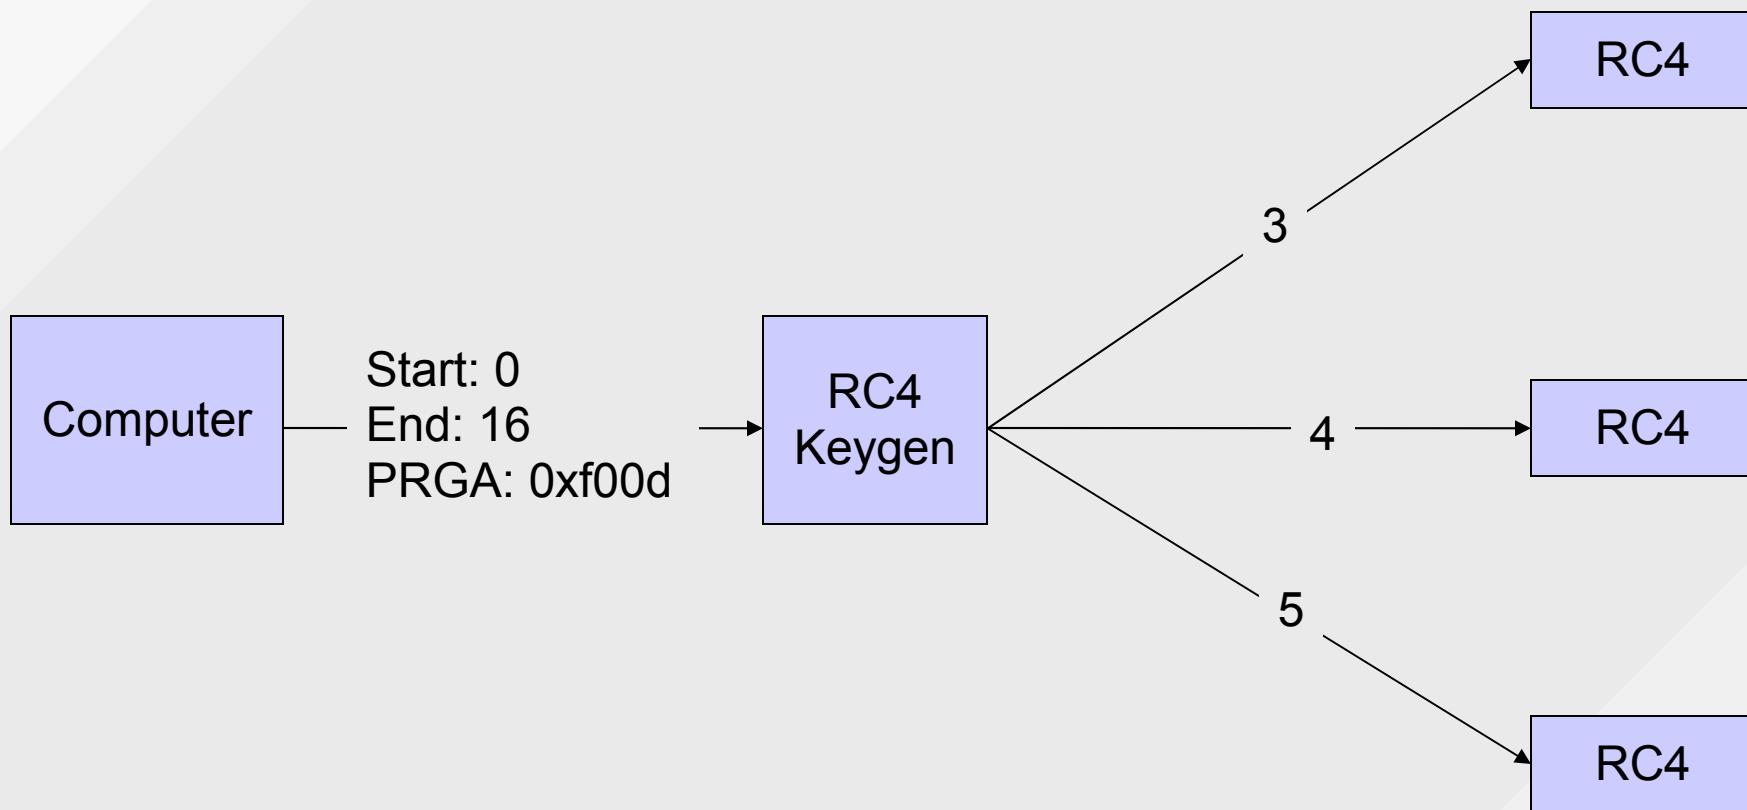 RC4
3
Computer
Start: 0
End: 16
PRGA: 0xf00d
RC4
Keygen
4
RC4
5
RC4